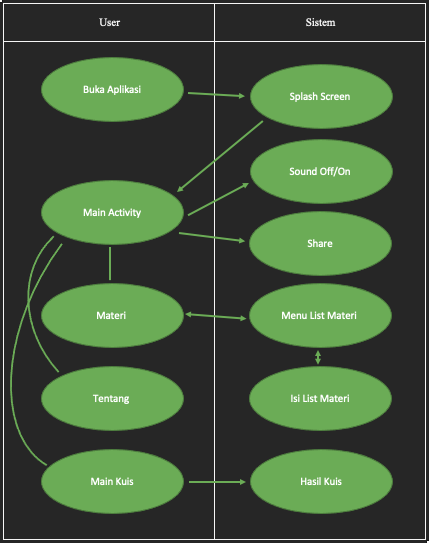 User
Sistem
Buka Aplikasi
Splash Screen
Sound Off/On
Main Activity
Share
Materi
Menu List Materi
Tentang
Isi List Materi
Main Kuis
Hasil Kuis